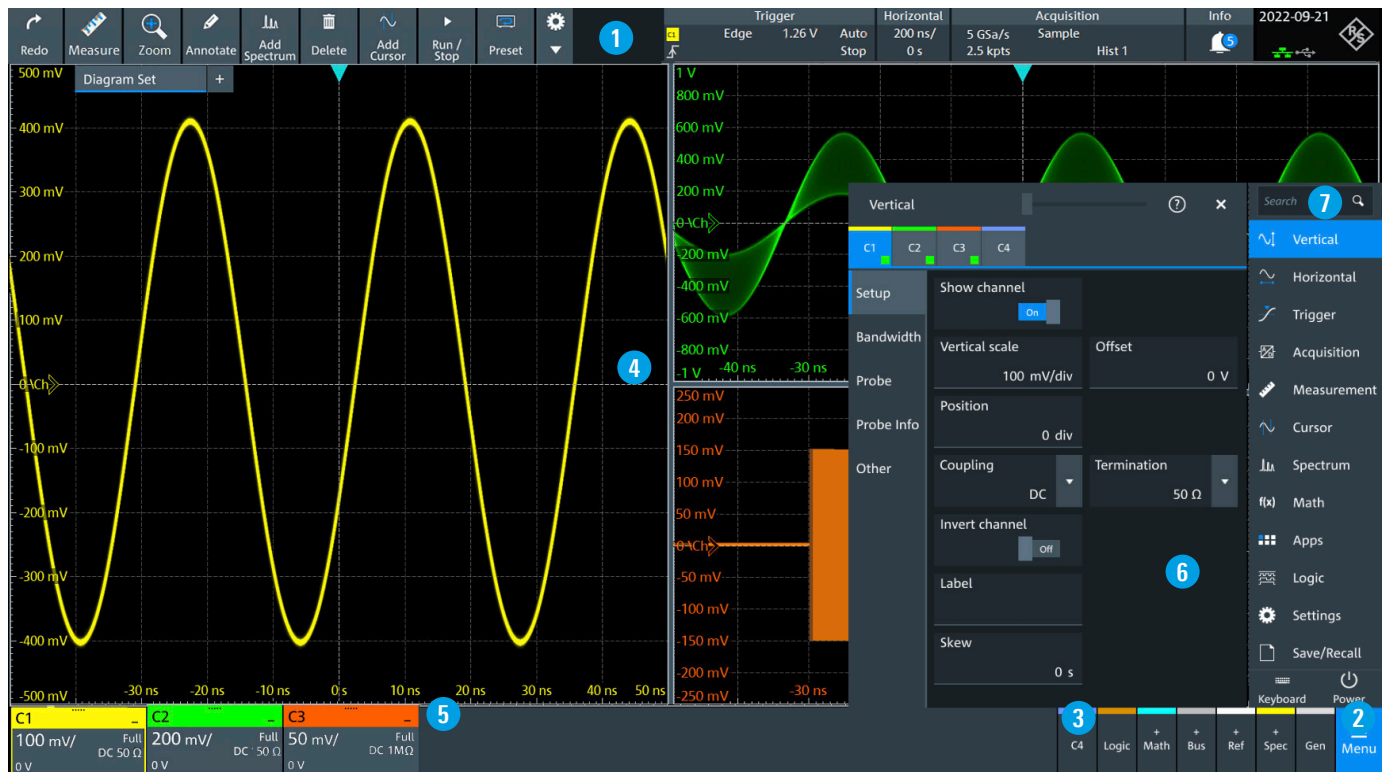 Redo
Measure
Zoom
Annotate
Add Spectrum
Delete
Add Cursor
Run / Stop
Preset
1
C1
Trigger
Edge 1.26 V Auto
Stop
Horizontal
200 ns/
0 s
Acquisition
5 GSa/s Sample
2.5 kpts Hist 1
Info
5
2022-09-21
R&S
Diagram Set +
500 mV
400 mV
300 mV
200 mV
100 mV
0 V
Ch
-100 mV
-200 mV
-300 mV
-400 mV
-500 mV
-30 ns
-20 ns
-10 ns
0 s
10 ns
20 ns
30 ns
40 ns
50 ns
4
1 V
800 mV
600 mV
400 mV
200 mV
0 V
Ch
-200 mV
-400 mV
-600 mV
-800 mV
-1 V
-40 ns
-30 ns
250 mV
200 mV
150 mV
100 mV
50 mV
0 V
Ch
-50 mV
-100 mV
-150 mV
-200 mV
-250 mV
-30 ns
Vertical
?
×
C1
C2
C3
C4
Setup
Bandwidth
Probe
Probe Info
Other
Show channel
On
Vertical scale
100 mV/div
Offset
0 V
Position
0 div
Coupling
DC
Termination
50 Ω
Invert channel
Off
Label
Skew
0 s
6
Search
7
Vertical
Horizontal
Trigger
Acquisition
Measurement
Cursor
Spectrum
f(x) Math
Apps
Logic
Settings
Save/Recall
Keyboard
Power
C1
100 mV/ Full
DC 50 Ω
0 V
C2
200 mV/ Full
DC 50 Ω
0 V
C3
50 mV/ Full
DC 1MΩ
0 V
5
3
C4
Logic
+ Math
+ Bus
+ Ref
+ Spec
Gen
2
Menu